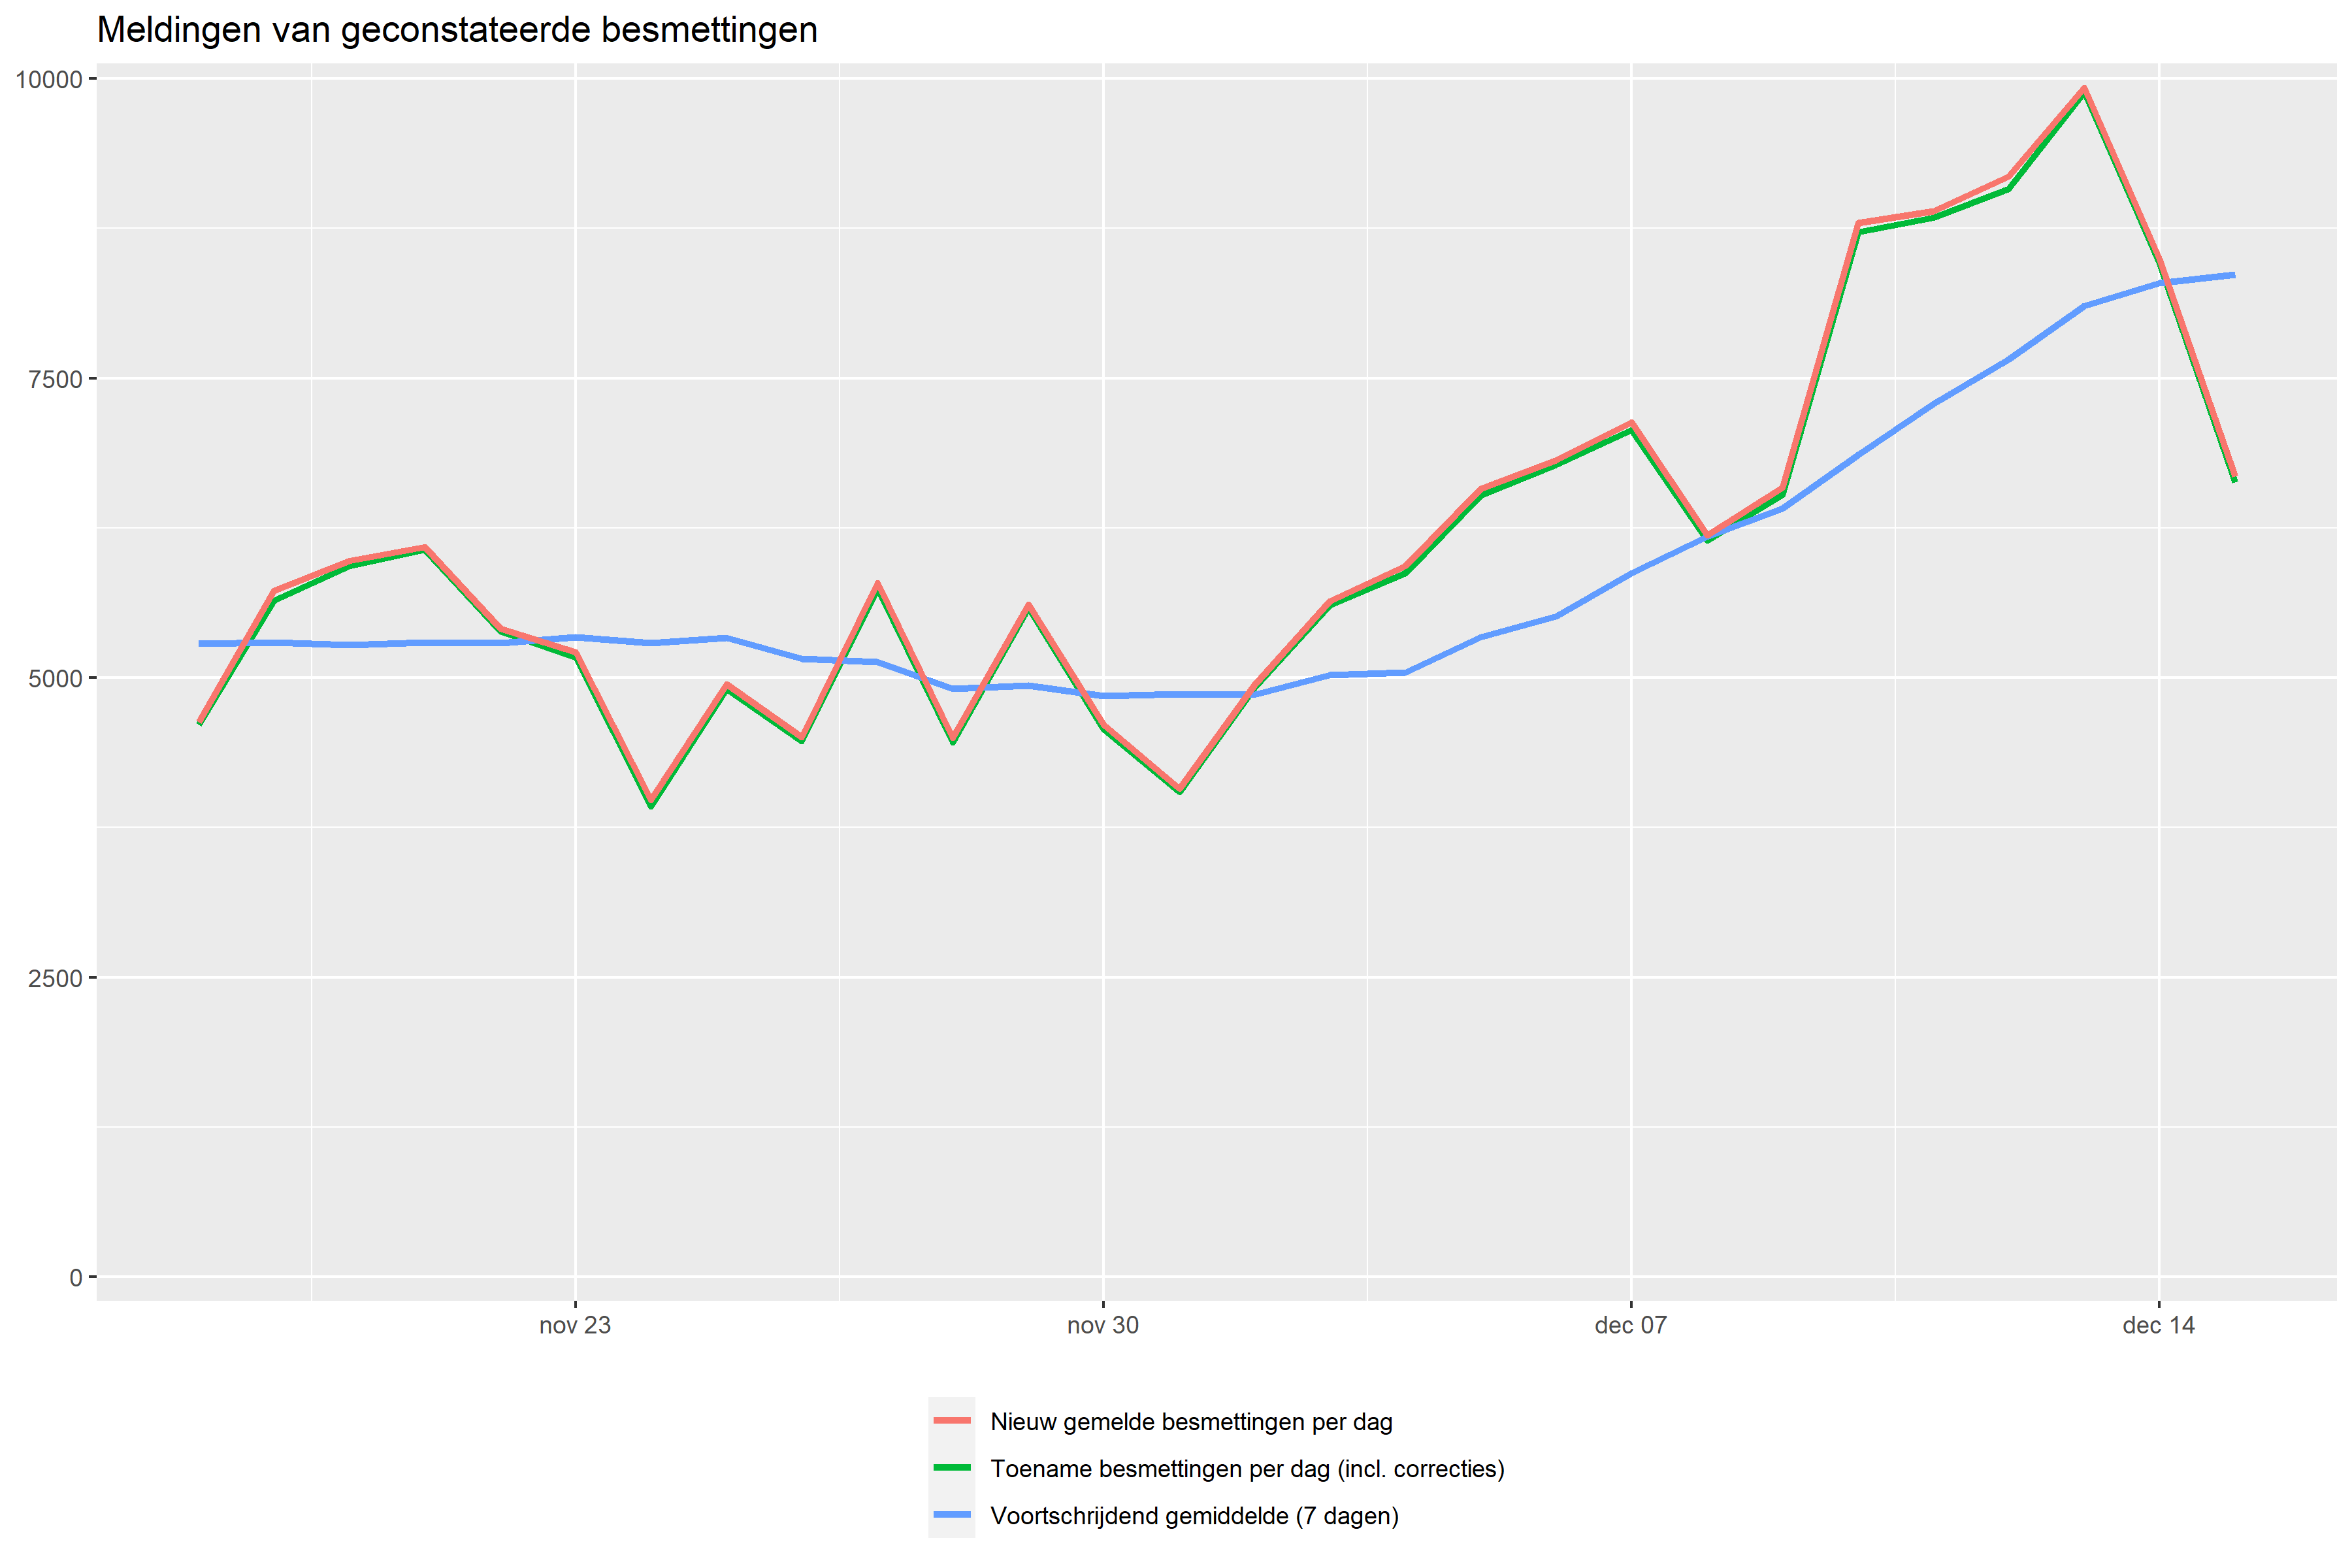 Meldingen van geconstateerde besmettingen
10000
7500
5000
2500
0
nov 23
nov 30
dec 07
dec 14
Nieuw gemelde besmettingen per dag
Toename besmettingen per dag (incl. correcties)
Voortschrijdend gemiddelde (7 dagen)